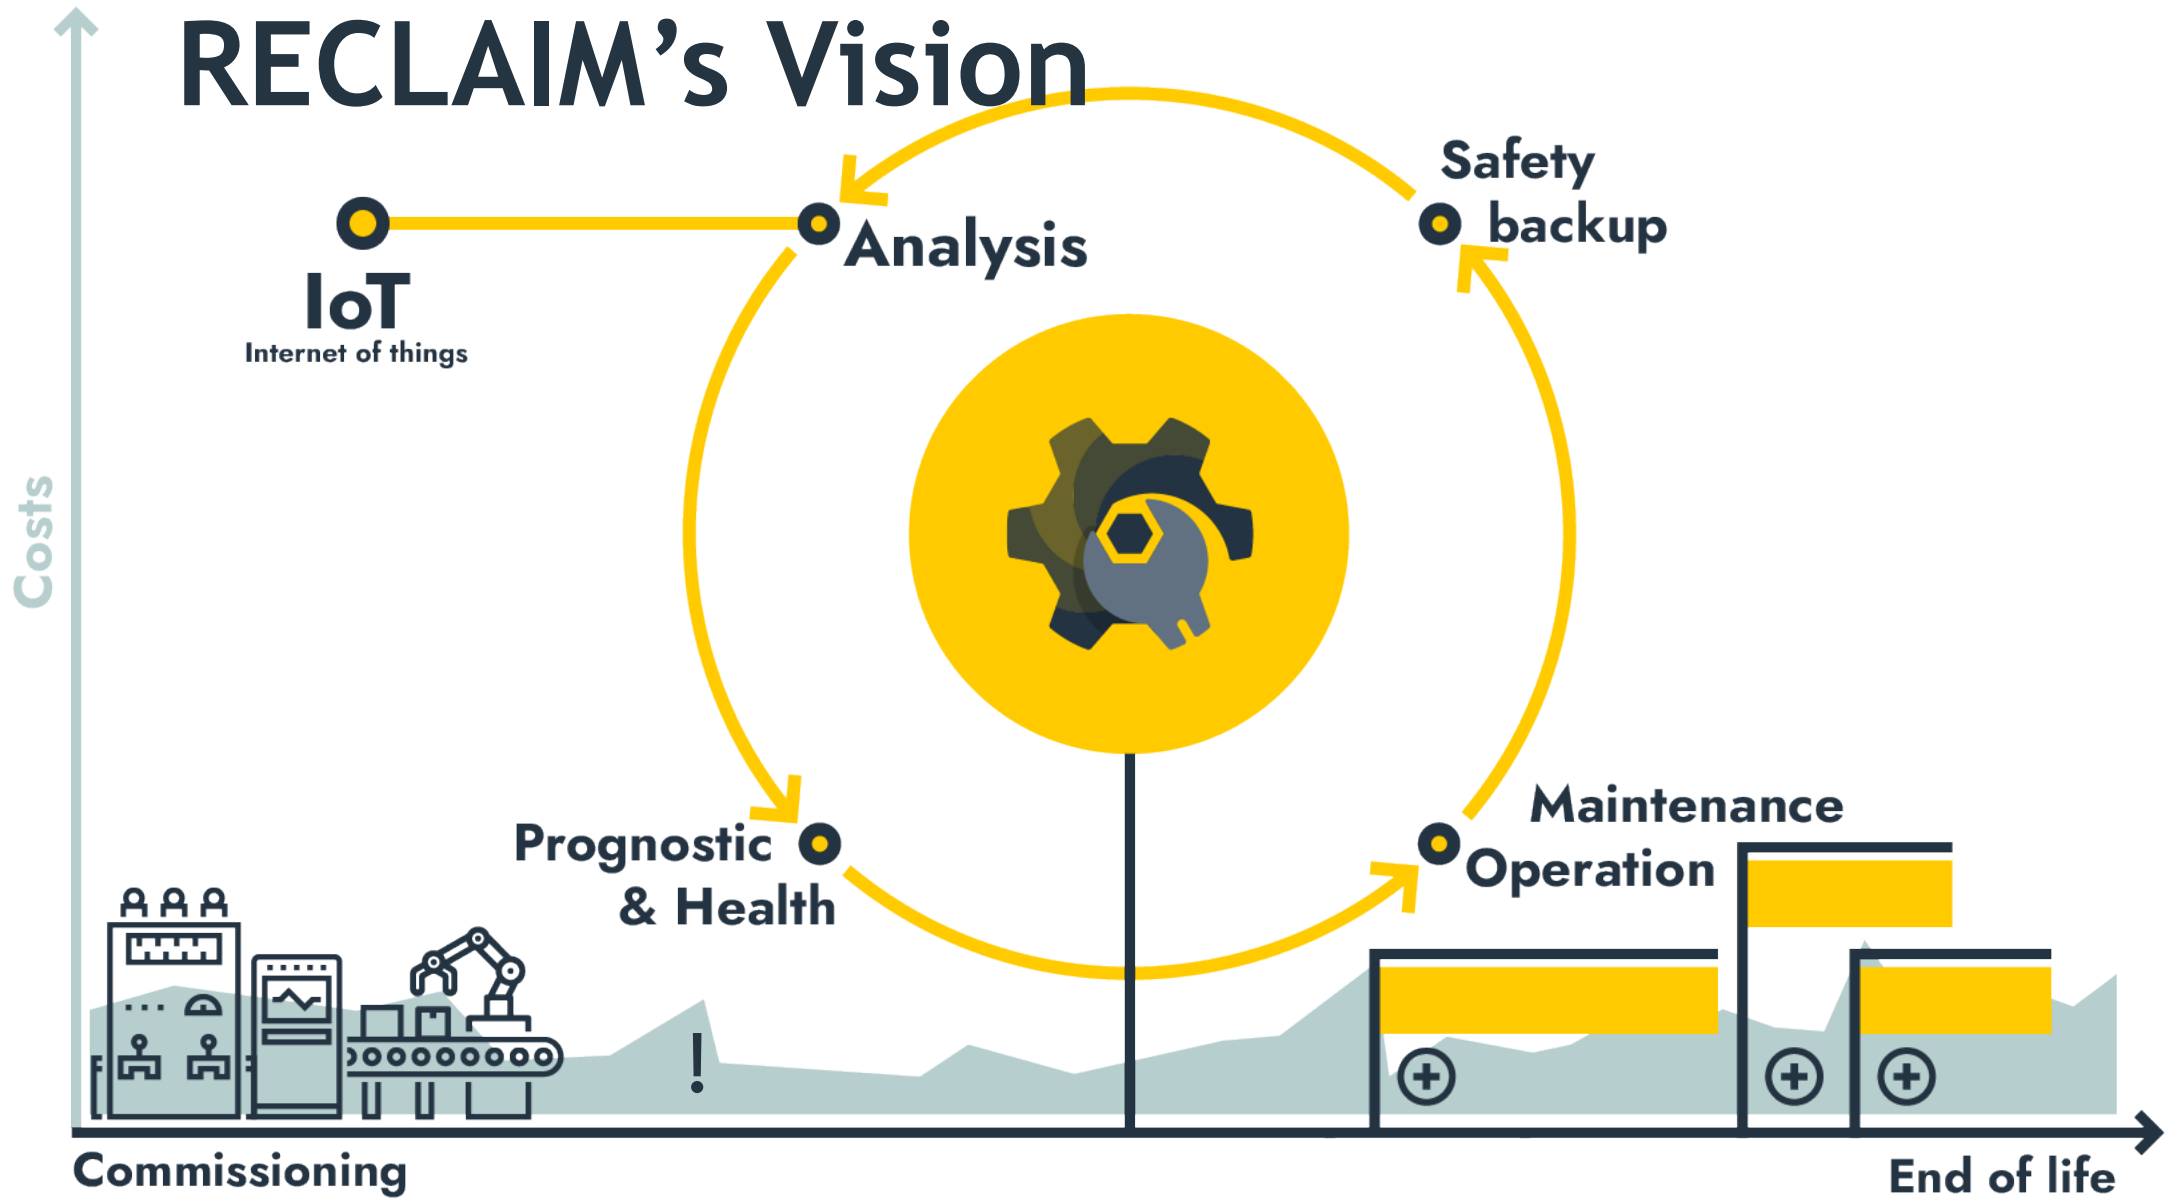 RECLAIM’s Vision
Safety
backup
Analysis
IoT
Internet of things
Costs
Maintenance
Operation
Prognostic
& Health
!
Commissioning
End of life